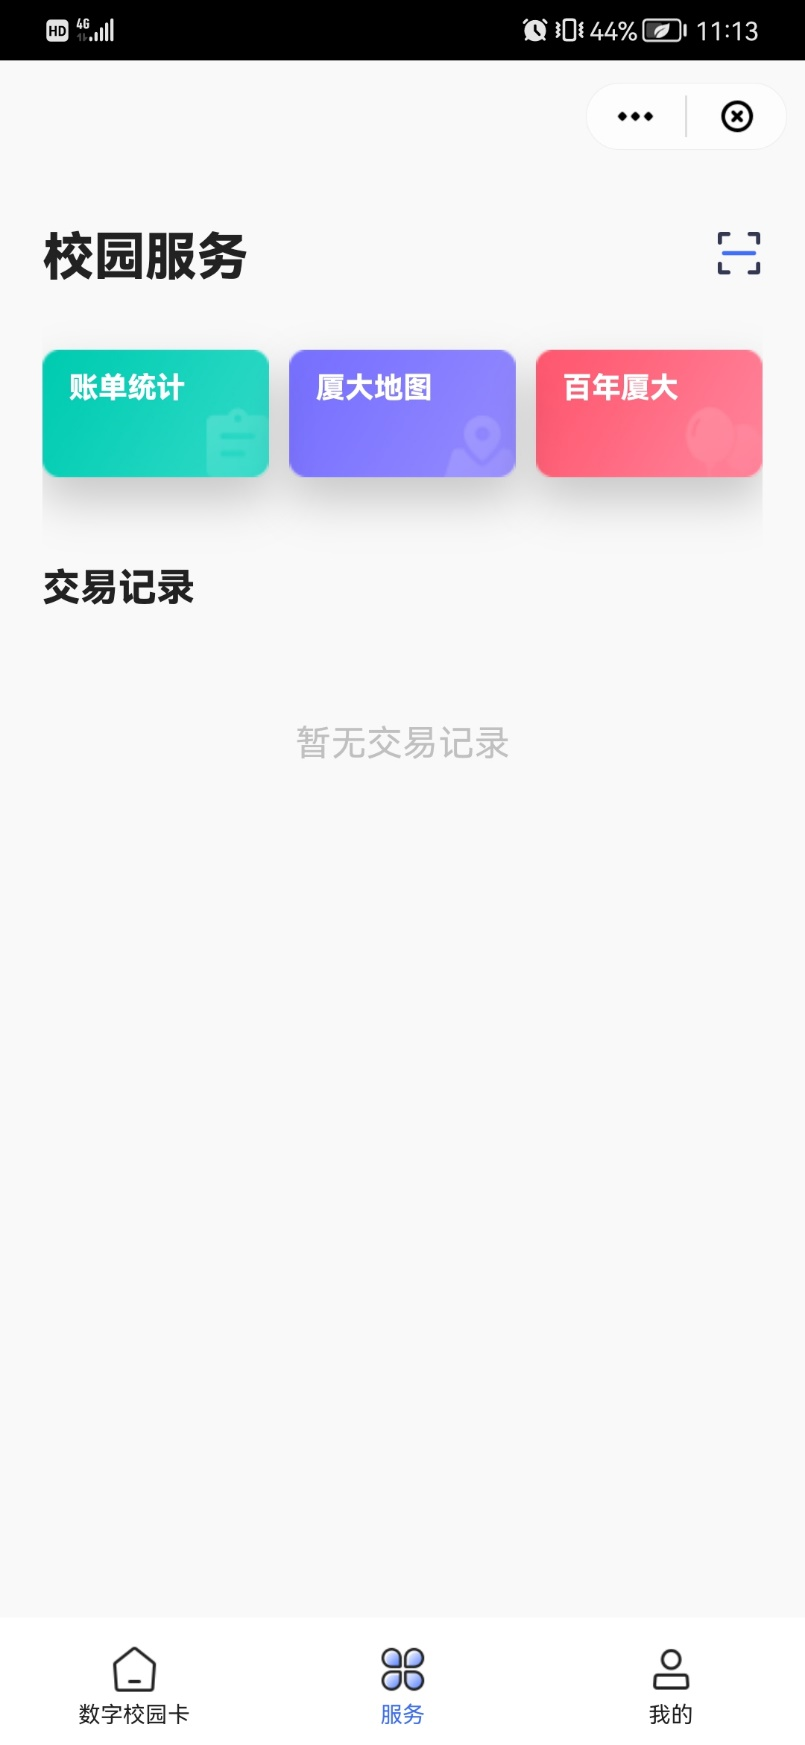 HD 4G 44% 11:13
校园服务
账单统计 厦大地图 百年厦大
交易记录
暂无交易记录
数字校园卡 服务 我的